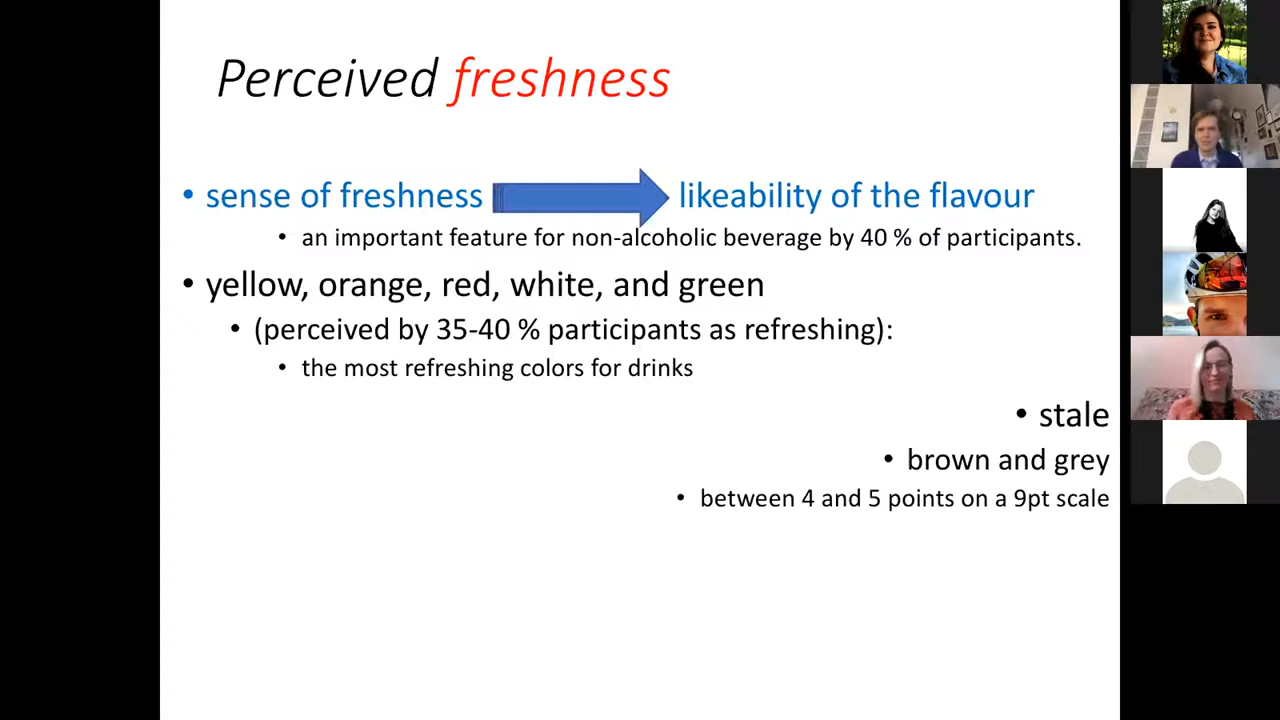 Perceived freshness
• sense of freshness likeability of the flavour
• an important feature for non-alcoholic beverage by 40 % of participants.
• yellow, orange, red, white, and green
• (perceived by 35-40 % participants as refreshing):
• the most refreshing colors for drinks
• stale
• brown and grey
• between 4 and 5 points on a 9pt scale